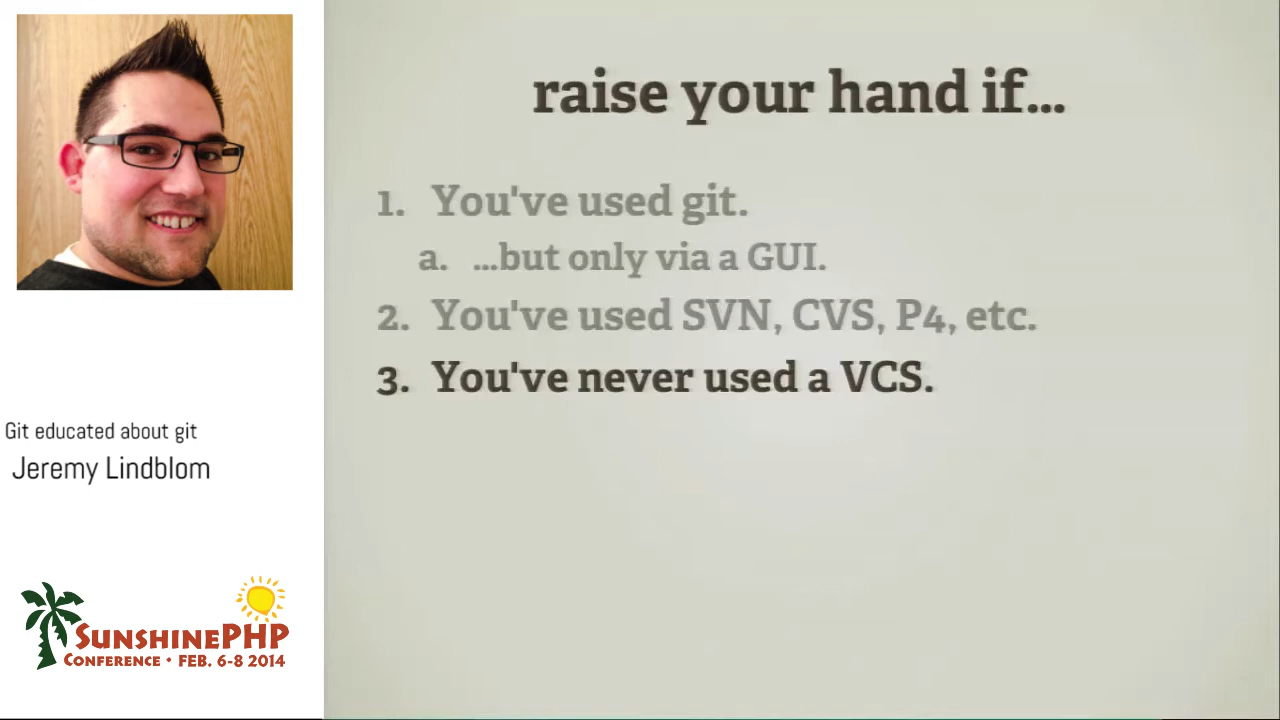 raise your hand if...
1. You've used git.
a. ...but only via a GUI.
2. You've used SVN, CVS, P4, etc.
3. You've never used a VCS.
Git educated about git
Jeremy Lindblom
SunshinePHP
Conference • Feb. 6-8 2014